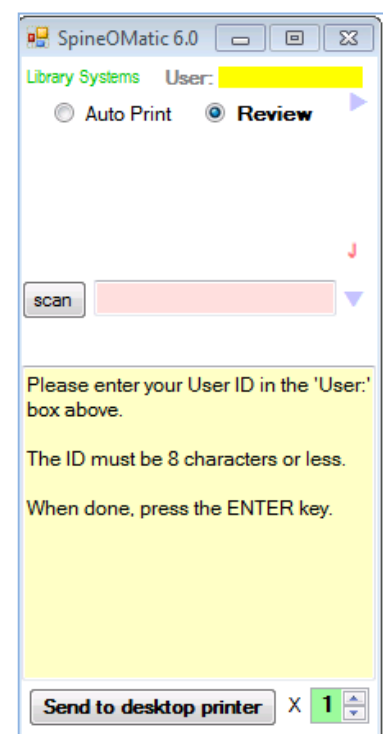 SpineOMatic 6.0
Library Systems User:
Auto Print Review
J
scan
Please enter your User ID in the 'User:'
box above.
The ID must be 8 characters or less.
When done, press the ENTER key.
Send to desktop printer X 1